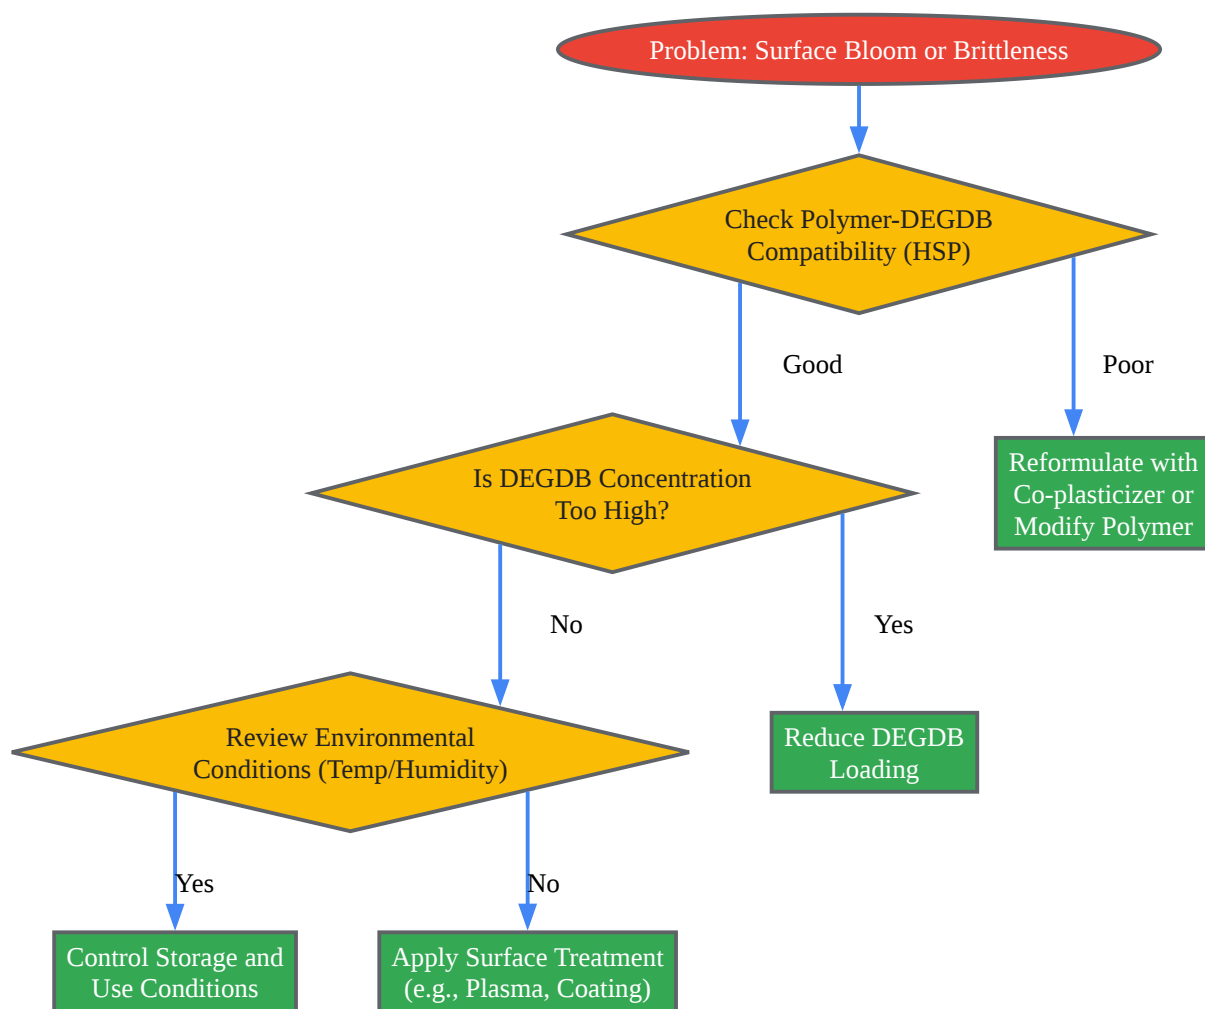 Problem: Surface Bloom or Brittleness
Check Polymer-DEGDB
Compatibility (HSP)
Good
Poor
Is DEGDB Concentration
Too High?
Reformulate with
Co-plasticizer or
Modify Polymer
No
Yes
Review Environmental
Conditions (Temp/Humidity)
Reduce DEGDB
Loading
Yes
No
Control Storage and
Use Conditions
Apply Surface Treatment
(e.g., Plasma, Coating)